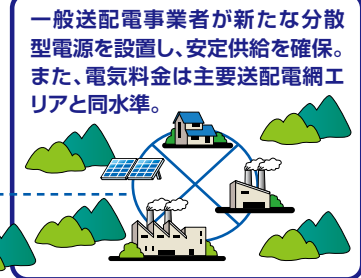 一般送配電事業者が新たな分散
型電源を設置し、安定供給を確保。
また、電気料金は主要送配電網エ
リアと同水準。